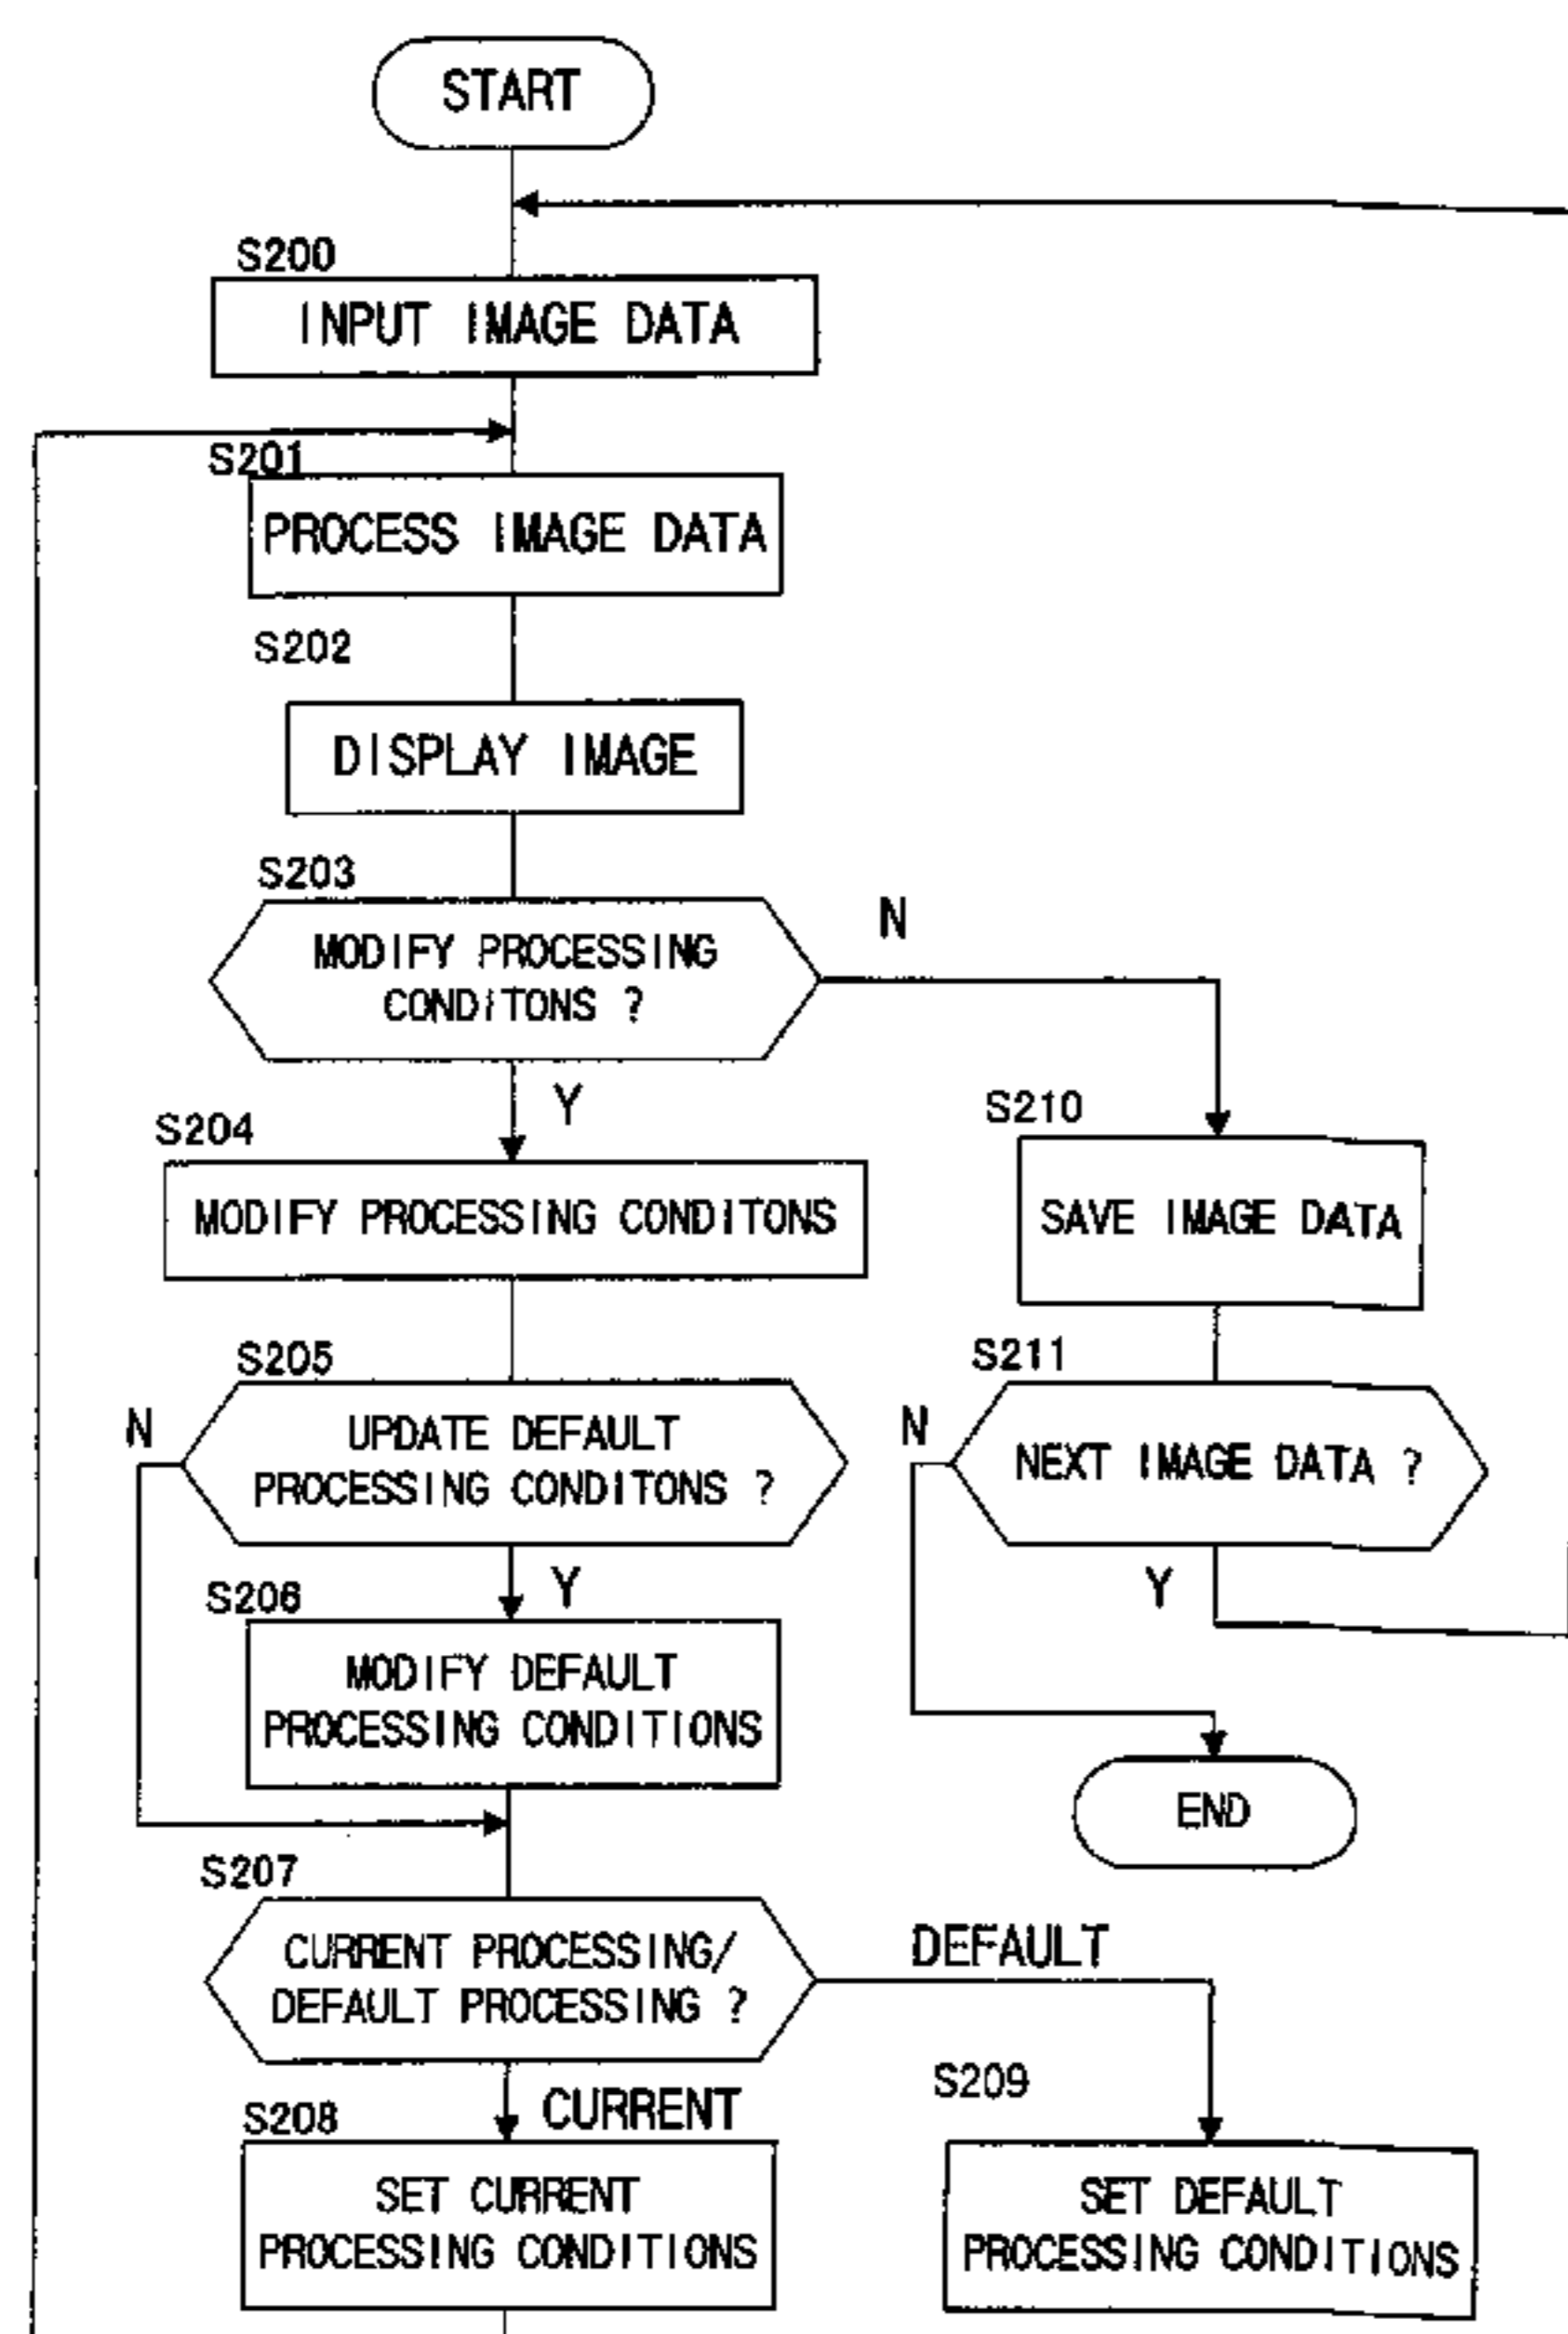 START
S200
INPUT IMAGE DATA
S201
PROCESS IMAGE DATA
S202
DISPLAY IMAGE
S203
MODIFY PROCESSING
CONDITONS ?
N
Y
S204
MODIFY PROCESSING CONDITONS
S210
SAVE IMAGE DATA
S205
N
UPDATE DEFAULT
PROCESSING CONDITONS ?
Y
S211
N
NEXT IMAGE DATA ?
Y
S206
MODIFY DEFAULT
PROCESSING CONDITIONS
END
S207
CURRENT PROCESSING/
DEFAULT PROCESSING ?
DEFAULT
CURRENT
S208
SET CURRENT
PROCESSING CONDITIONS
S209
SET DEFAULT
PROCESSING CONDITIONS